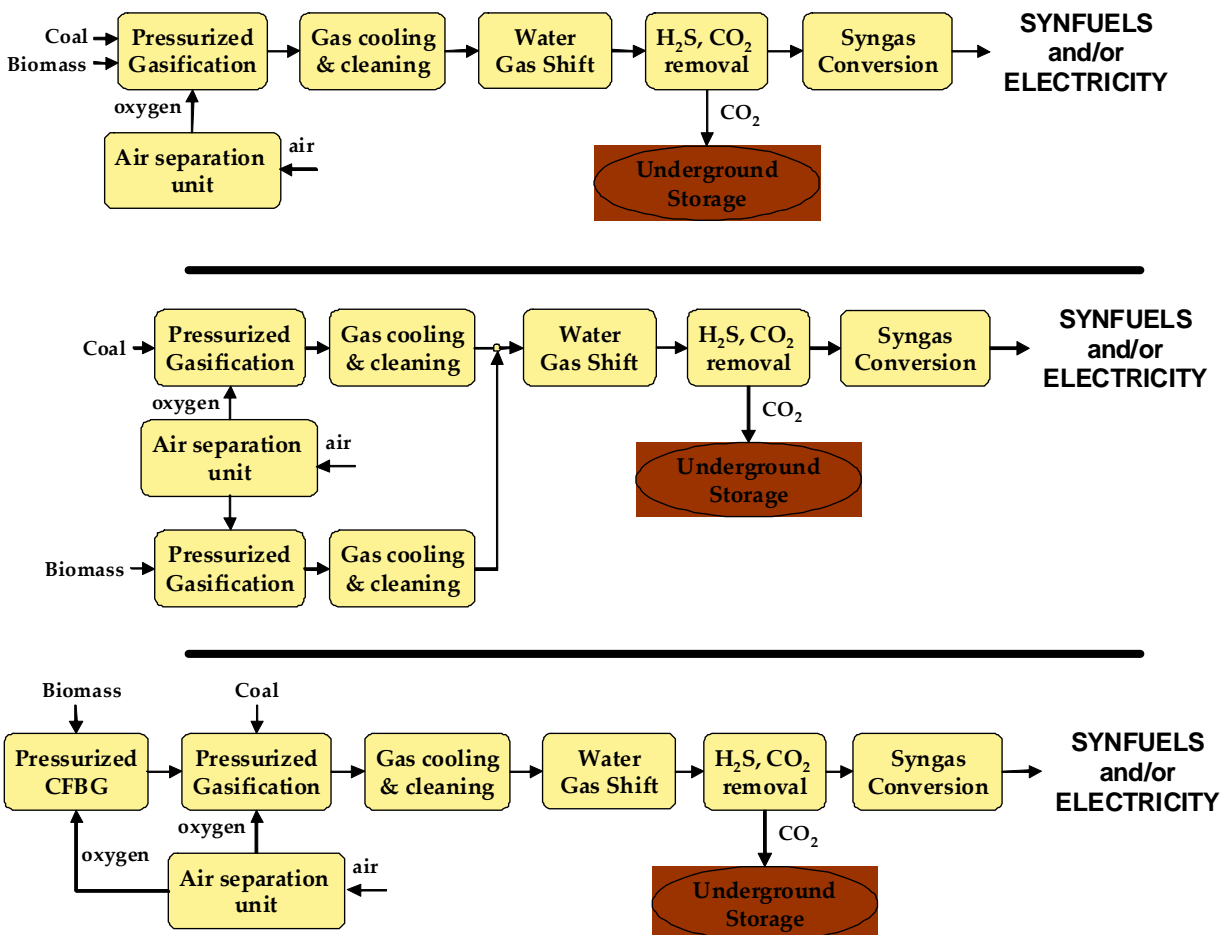 Coal
Biomass
Pressurized
Gasification
Gas cooling
& cleaning
Water
Gas Shift
H₂S, CO₂
removal
Syngas
Conversion
SYNFUELS
and/or
ELECTRICITY
oxygen
CO₂
Air separation
unit
air
Underground
Storage
Coal
Pressurized
Gasification
Gas cooling
& cleaning
Water
Gas Shift
H₂S, CO₂
removal
Syngas
Conversion
SYNFUELS
and/or
ELECTRICITY
oxygen
CO₂
Air separation
unit
air
Underground
Storage
Biomass
Pressurized
Gasification
Gas cooling
& cleaning
Biomass
Coal
Pressurized
CFBG
Pressurized
Gasification
Gas cooling
& cleaning
Water
Gas Shift
H₂S, CO₂
removal
Syngas
Conversion
SYNFUELS
and/or
ELECTRICITY
oxygen
oxygen
CO₂
Air separation
unit
air
Underground
Storage